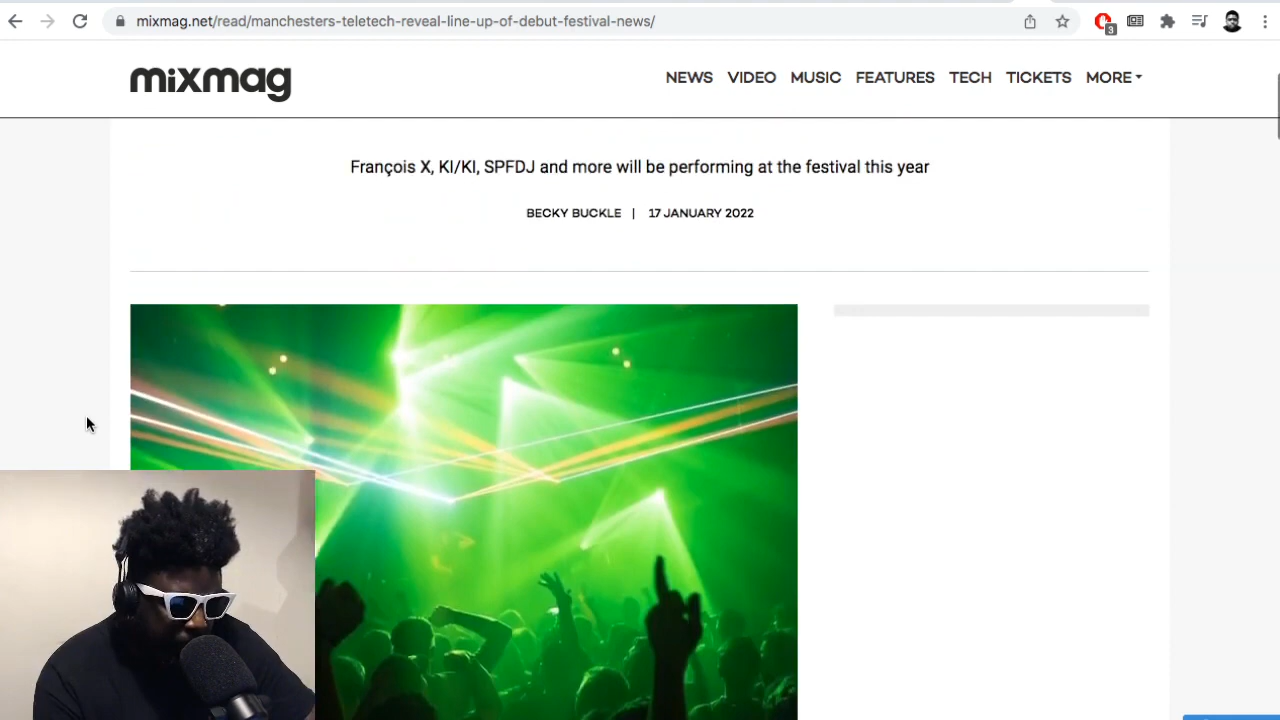 mixmag.net/read/manchesters-teletech-reveal-line-up-of-debut-festival-news/
3
mixmag
NEWS VIDEO MUSIC FEATURES TECH TICKETS MORE
François X, KI/KI, SPFDJ and more will be performing at the festival this year
BECKY BUCKLE | 17 JANUARY 2022